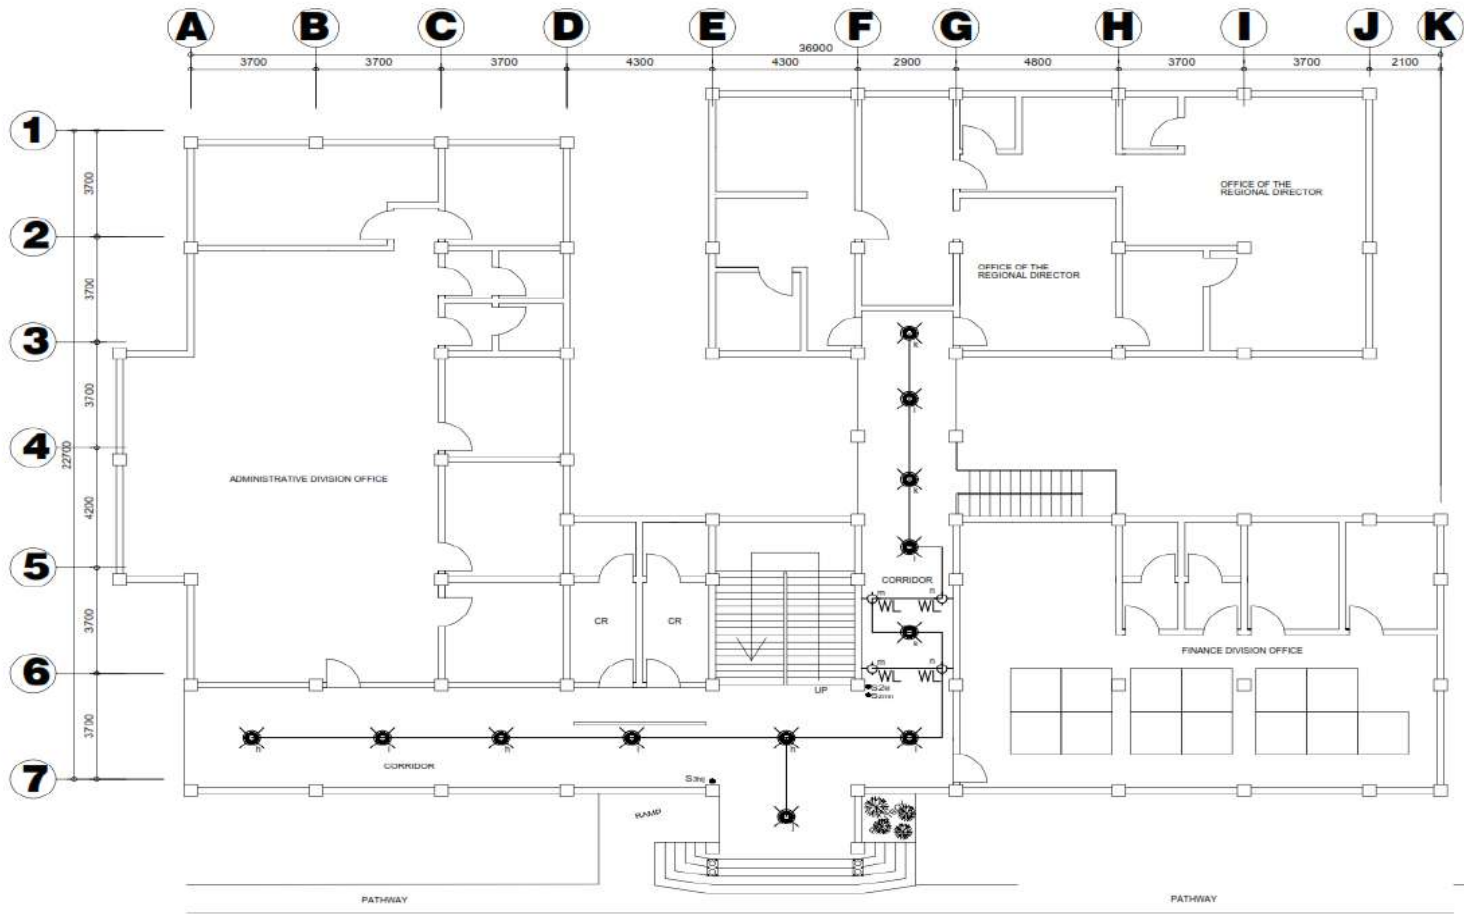 A B C D E F G H I J K
36900
3700 3700 3700 4300 4300 2900 4800 3700 3700 2100
1
2
3
4
5
6
7
3700
3700
3700
4200
3700
3700
22700
OFFICE OF THE
REGIONAL DIRECTOR
OFFICE OF THE
REGIONAL DIRECTOR
ADMINISTRATIVE DIVISION OFFICE
k
l
k
CORRIDOR
m n
WL WL
k
CR CR
FINANCE DIVISION OFFICE
m n
WL WL
UP
h i h i h i
CORRIDOR
S3hij
j
RAMP
PATHWAY
PATHWAY